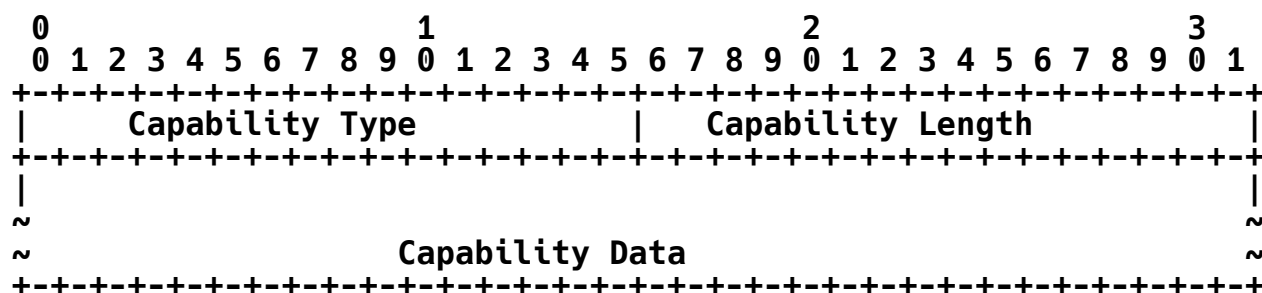 0                   1                   2                   3
 0 1 2 3 4 5 6 7 8 9 0 1 2 3 4 5 6 7 8 9 0 1 2 3 4 5 6 7 8 9 0 1
+-+-+-+-+-+-+-+-+-+-+-+-+-+-+-+-+-+-+-+-+-+-+-+-+-+-+-+-+-+-+-+-+
|     Capability Type           |   Capability Length           |
+-+-+-+-+-+-+-+-+-+-+-+-+-+-+-+-+-+-+-+-+-+-+-+-+-+-+-+-+-+-+-+-+
|                                                               |
~                                                               ~
~                   Capability Data                             ~
+-+-+-+-+-+-+-+-+-+-+-+-+-+-+-+-+-+-+-+-+-+-+-+-+-+-+-+-+-+-+-+-+